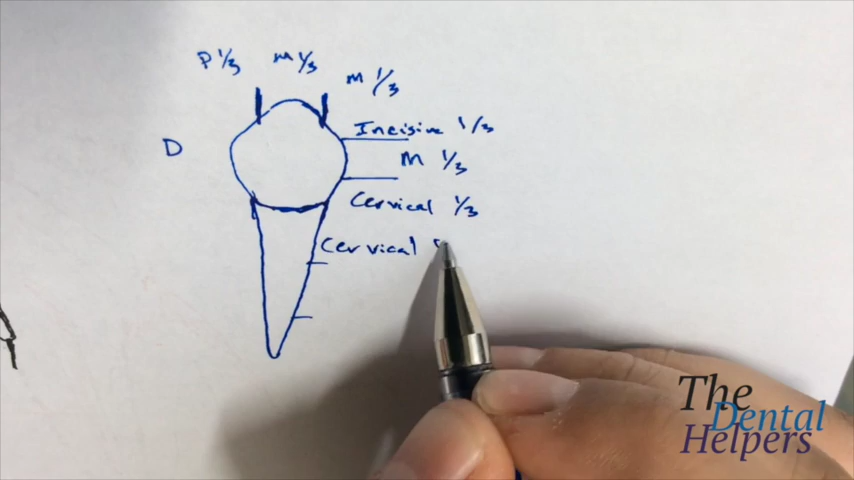 P 1/3 M 1/3
M 1/3
Incisive 1/3
D
M 1/3
Cervical 1/3
Cervical
The
Dental
Helpers